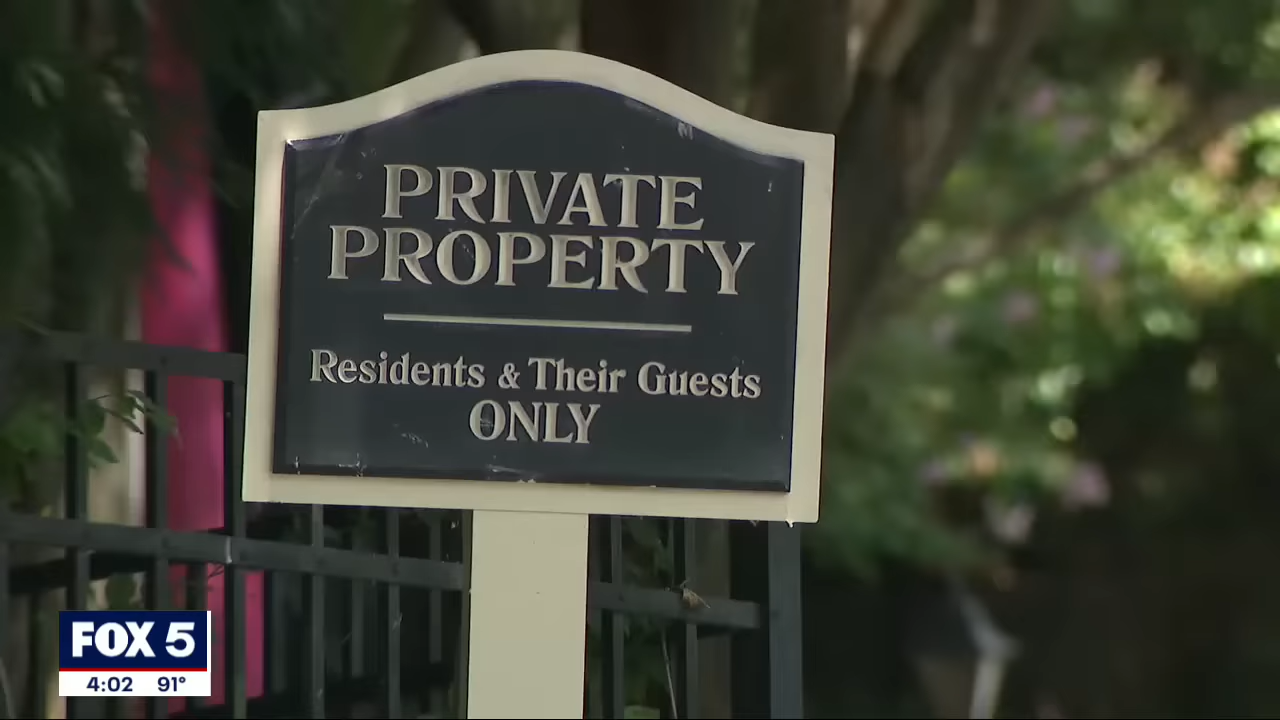 PRIVATE
PROPERTY
Residents & Their Guests
ONLY
FOX 5
4:02 91°